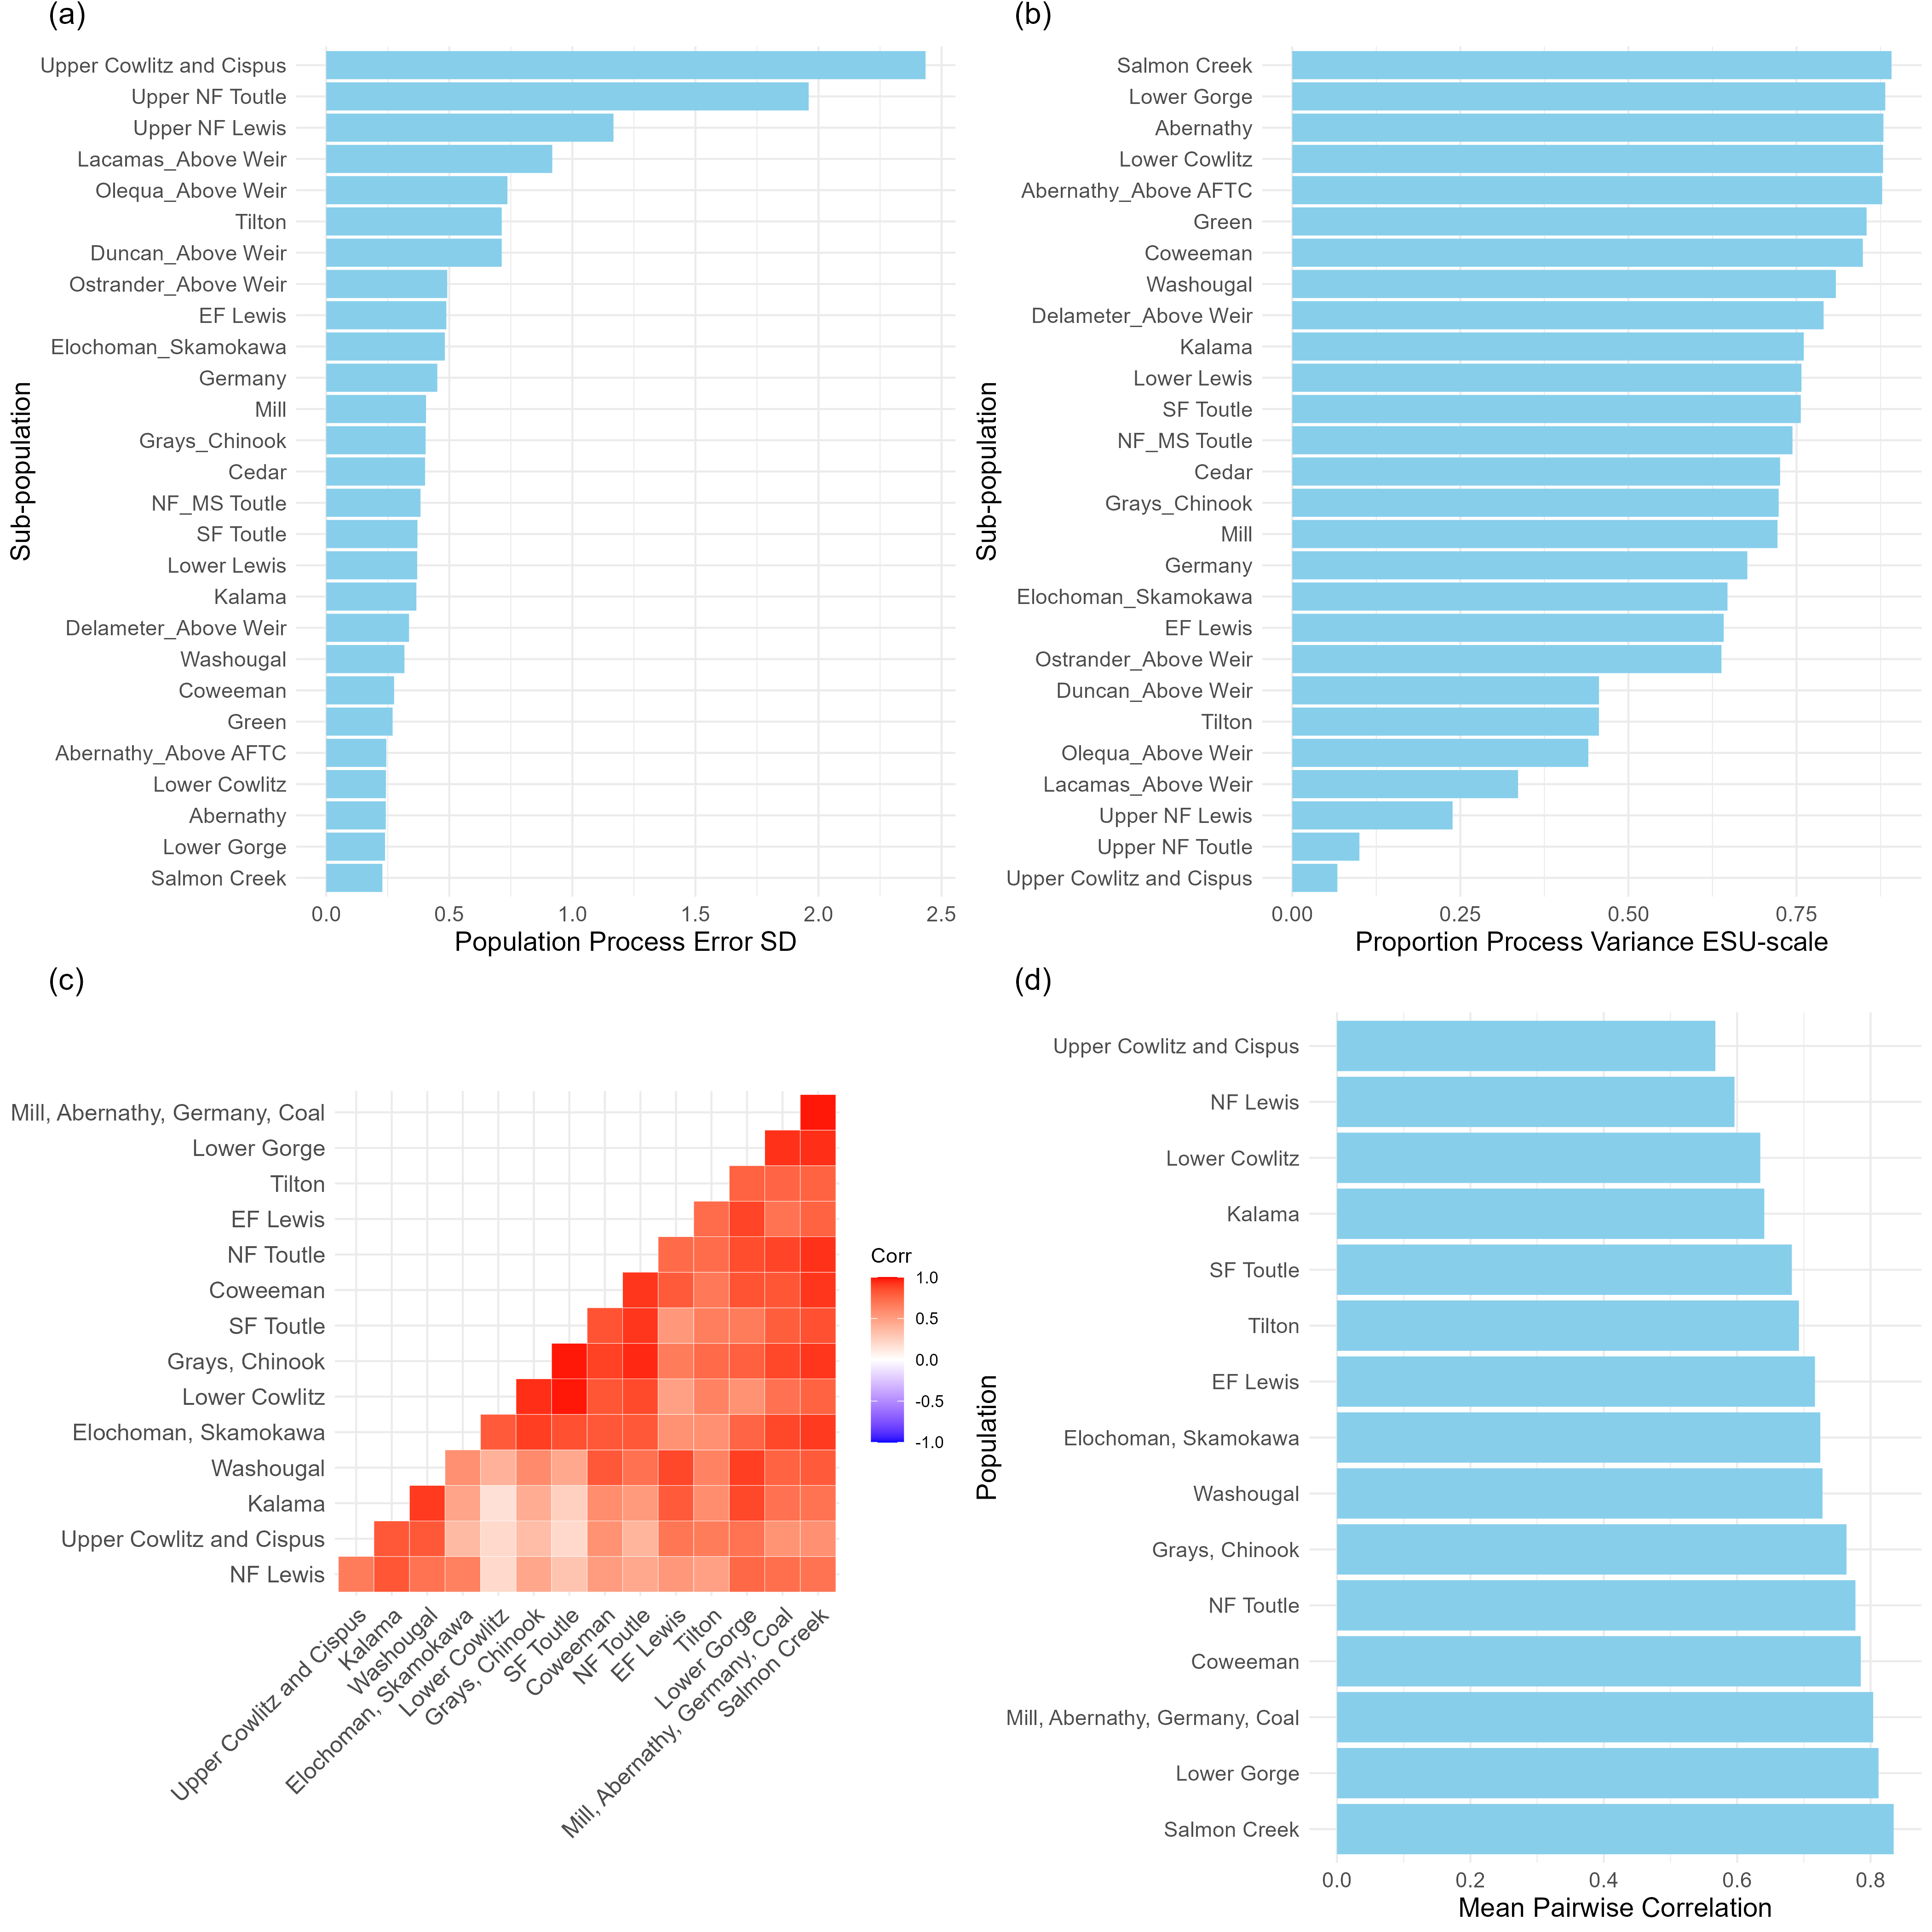 (a)
Upper Cowlitz and Cispus
Upper NF Toutle
Upper NF Lewis
Lacamas_Above Weir
Olequa_Above Weir
Tilton
Duncan_Above Weir
Ostrander_Above Weir
EF Lewis
Elochoman_Skamokawa
Germany
Mill
Grays_Chinook
Cedar
NF_MS Toutle
SF Toutle
Lower Lewis
Kalama
Delameter_Above Weir
Washougal
Coweeman
Green
Abernathy_Above AFTC
Lower Cowlitz
Abernathy
Lower Gorge
Salmon Creek
Sub-population
0.0 0.5 1.0 1.5 2.0 2.5
Population Process Error SD
(b)
Salmon Creek
Lower Gorge
Abernathy
Lower Cowlitz
Abernathy_Above AFTC
Green
Coweeman
Washougal
Delameter_Above Weir
Kalama
Lower Lewis
SF Toutle
NF_MS Toutle
Cedar
Grays_Chinook
Mill
Germany
Elochoman_Skamokawa
EF Lewis
Ostrander_Above Weir
Duncan_Above Weir
Tilton
Olequa_Above Weir
Lacamas_Above Weir
Upper NF Lewis
Upper NF Toutle
Upper Cowlitz and Cispus
Sub-population
0.00 0.25 0.50 0.75
Proportion Process Variance ESU-scale
(c)
Mill, Abernathy, Germany, Coal
Lower Gorge
Tilton
EF Lewis
NF Toutle
Coweeman
SF Toutle
Grays, Chinook
Lower Cowlitz
Elochoman, Skamokawa
Washougal
Kalama
Upper Cowlitz and Cispus
NF Lewis
Upper Cowlitz and Cispus
Kalama
Washougal
Elochoman, Skamokawa
Lower Cowlitz
Grays, Chinook
SF Toutle
Coweeman
NF Toutle
EF Lewis
Tilton
Lower Gorge
Mill, Abernathy, Germany, Coal
Salmon Creek
Corr
1.0
0.5
0.0
-0.5
-1.0
(d)
Upper Cowlitz and Cispus
NF Lewis
Lower Cowlitz
Kalama
SF Toutle
Tilton
EF Lewis
Elochoman, Skamokawa
Washougal
Grays, Chinook
NF Toutle
Coweeman
Mill, Abernathy, Germany, Coal
Lower Gorge
Salmon Creek
Population
0.0 0.2 0.4 0.6 0.8
Mean Pairwise Correlation